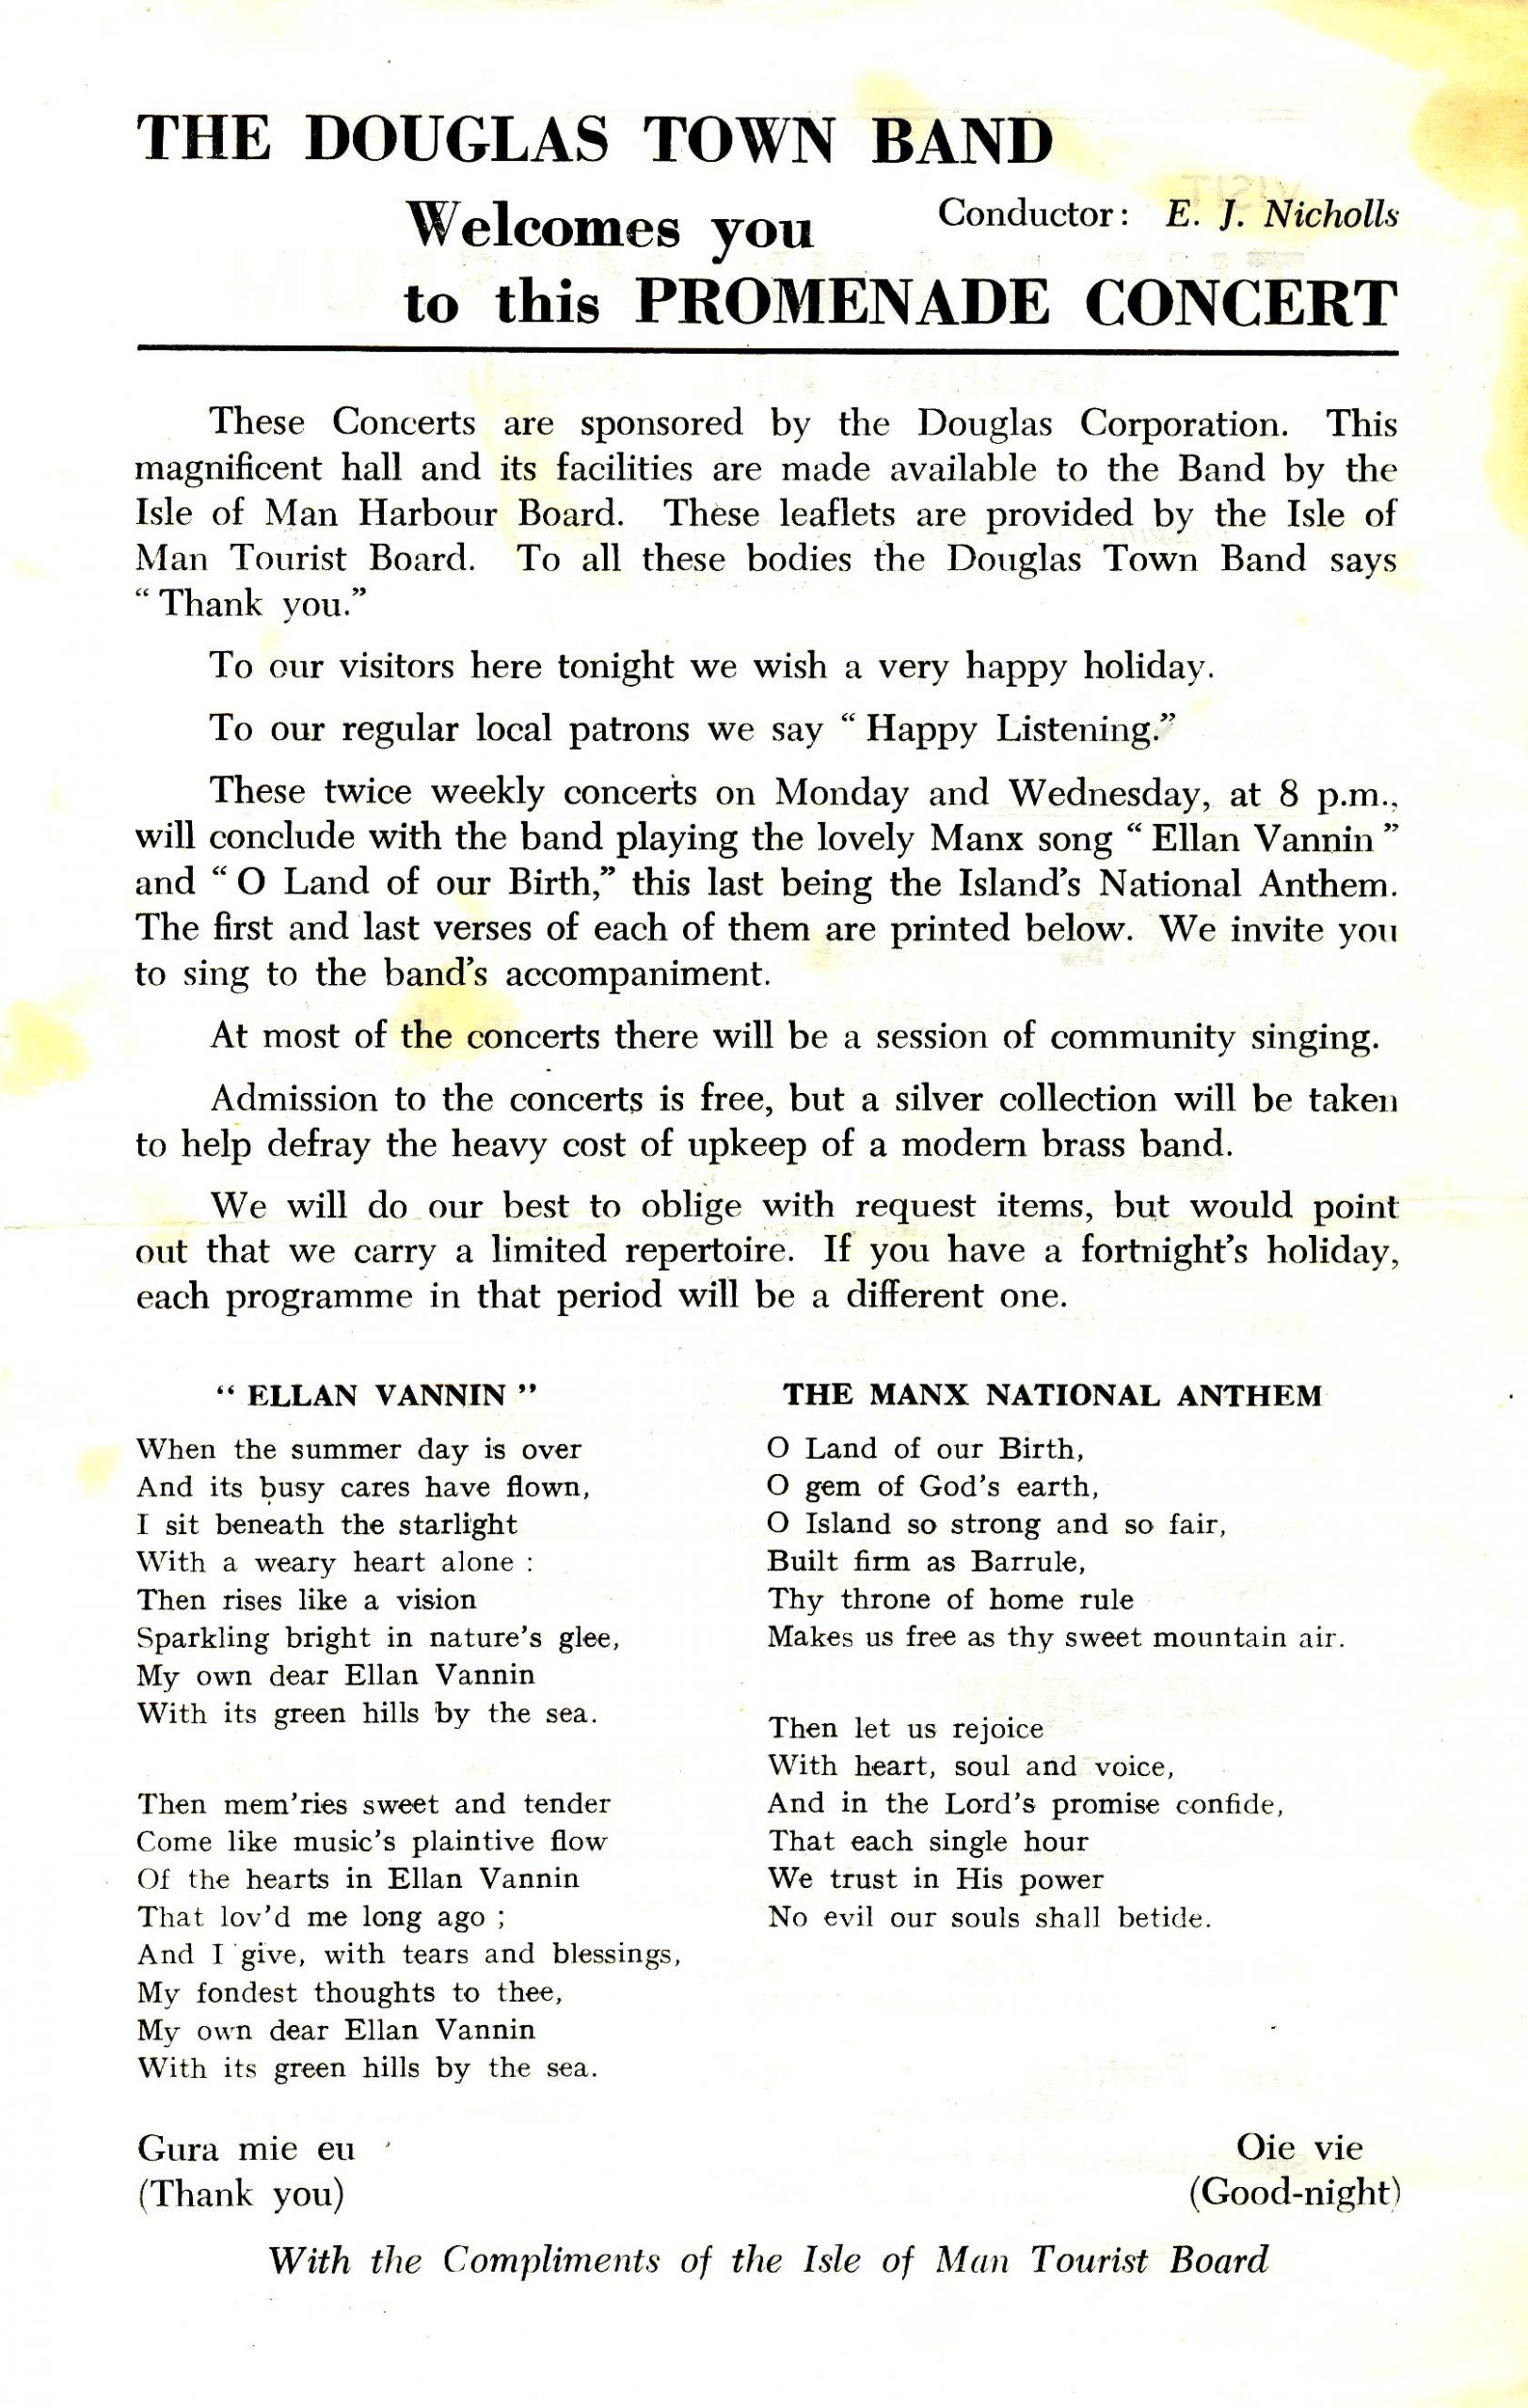 THE DOUGLAS TOWN BAND
Welcomes you
Conductor: E. J. Nicholls
to this PROMENADE CONCERT
These Concerts are sponsored by the Douglas Corporation. This
magnificent hall and its facilities are made available to the Band by the
Isle of Man Harbour Board. These leaflets are provided by the Isle of
Man Tourist Board. To all these bodies the Douglas Town Band says
“Thank you.”
To our visitors here tonight we wish a very happy holiday.
To our regular local patrons we say “Happy Listening.”
These twice weekly concerts on Monday and Wednesday, at 8 p.m.,
will conclude with the band playing the lovely Manx song “Ellan Vannin”
and “O Land of our Birth,” this last being the Island's National Anthem.
The first and last verses of each of them are printed below. We invite you
to sing to the band's accompaniment.
At most of the concerts there will be a session of community singing.
Admission to the concerts is free, but a silver collection will be taken
to help defray the heavy cost of upkeep of a modern brass band.
We will do our best to oblige with request items, but would point
out that we carry a limited repertoire. If you have a fortnight's holiday,
each programme in that period will be a different one.
“ELLAN VANNIN”
When the summer day is over
And its busy cares have flown,
I sit beneath the starlight
With a weary heart alone :
Then rises like a vision
Sparkling bright in nature's glee,
My own dear Ellan Vannin
With its green hills by the sea.
Then mem'ries sweet and tender
Come like music's plaintive flow
Of the hearts in Ellan Vannin
That lov'd me long ago ;
And I give, with tears and blessings,
My fondest thoughts to thee,
My own dear Ellan Vannin
With its green hills by the sea.
THE MANX NATIONAL ANTHEM
O Land of our Birth,
O gem of God's earth,
O Island so strong and so fair,
Built firm as Barrule,
Thy throne of home rule
Makes us free as thy sweet mountain air.
Then let us rejoice
With heart, soul and voice,
And in the Lord's promise confide,
That each single hour
We trust in His power
No evil our souls shall betide.
Gura mie eu
(Thank you)
Oie vie
(Good-night)
With the Compliments of the Isle of Man Tourist Board